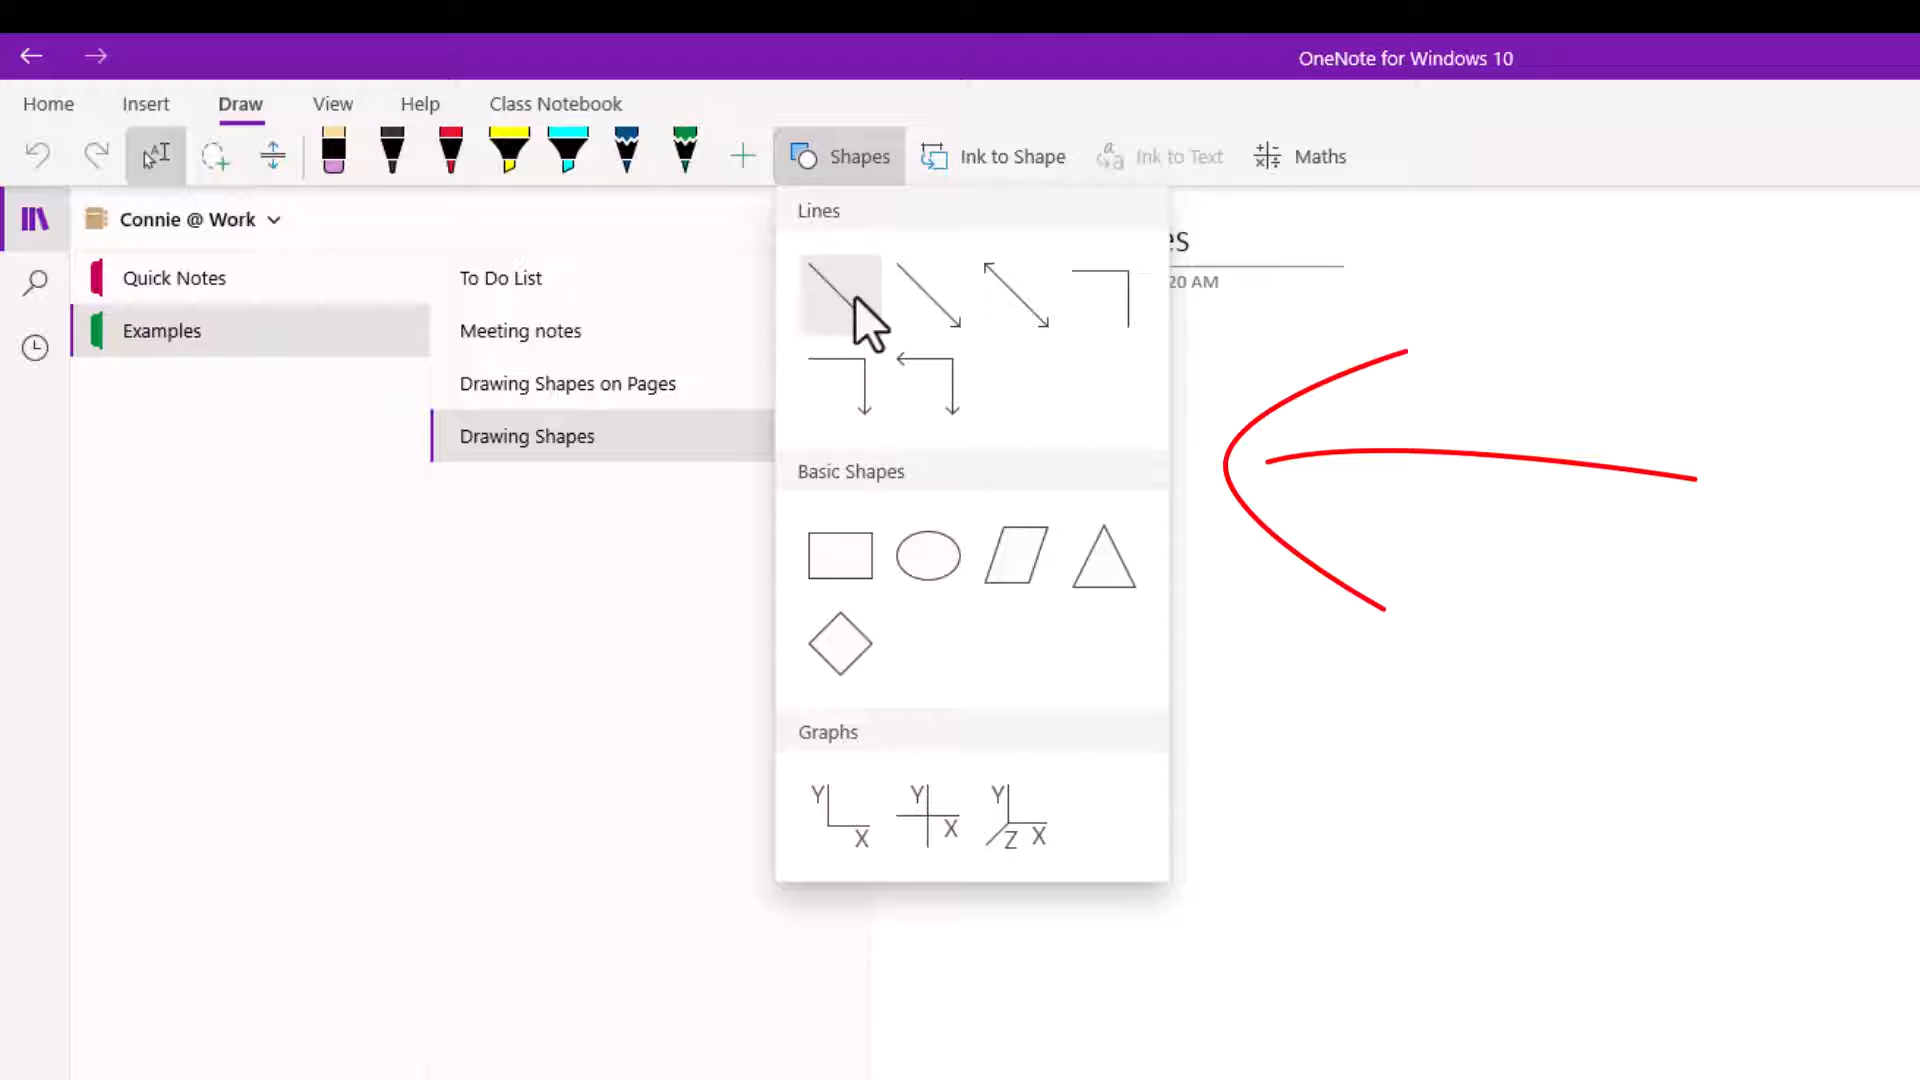 OneNote for Windows 10
Home Insert Draw View Help Class Notebook
Shapes Ink to Shape Ink to Text Maths
Connie @ Work
Quick Notes
Examples
To Do List
Meeting notes
Drawing Shapes on Pages
Drawing Shapes
Lines
Basic Shapes
Graphs
Y X
Y X
Y Z X
es
20 AM